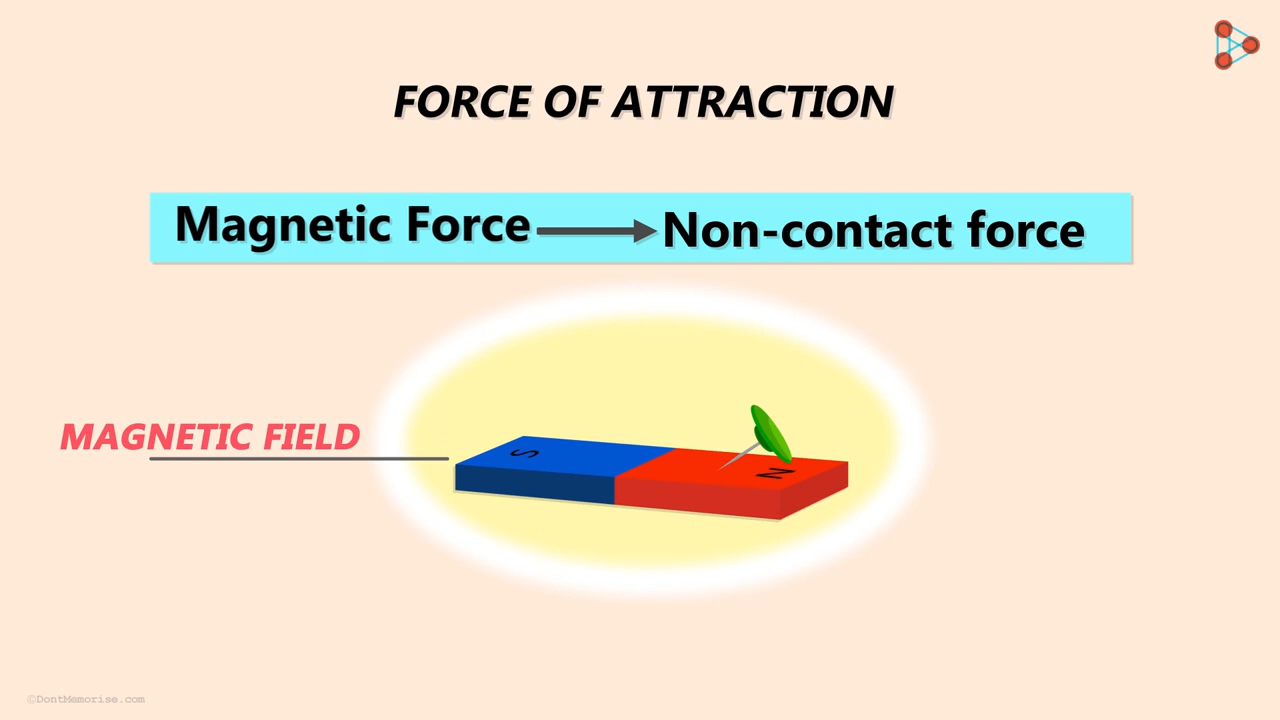 FORCE OF ATTRACTION
Magnetic Force Non-contact force
MAGNETIC FIELD
S
N
©DontMemorise.com